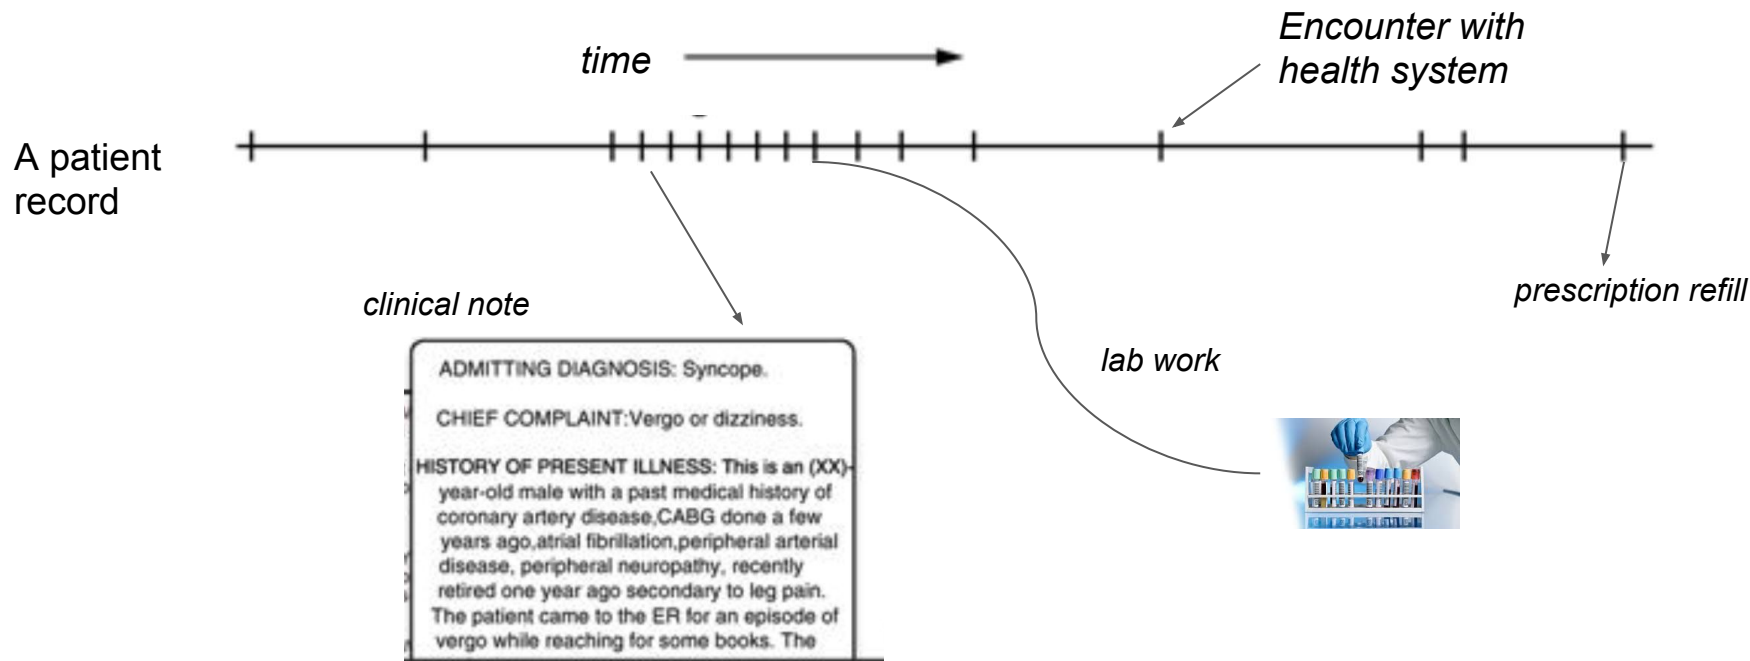 time
Encounter with
health system
A patient
record
prescription refill
clinical note
lab work
ADMITTING DIAGNOSIS: Syncope.
CHIEF COMPLAINT:Vergo or dizziness.
HISTORY OF PRESENT ILLNESS: This is an (XX)-
year-old male with a past medical history of
coronary artery disease,CABG done a few
years ago,atrial fibrillation,peripheral arterial
disease, peripheral neuropathy, recently
retired one year ago secondary to leg pain.
The patient came to the ER for an episode of
vergo while reaching for some books. The